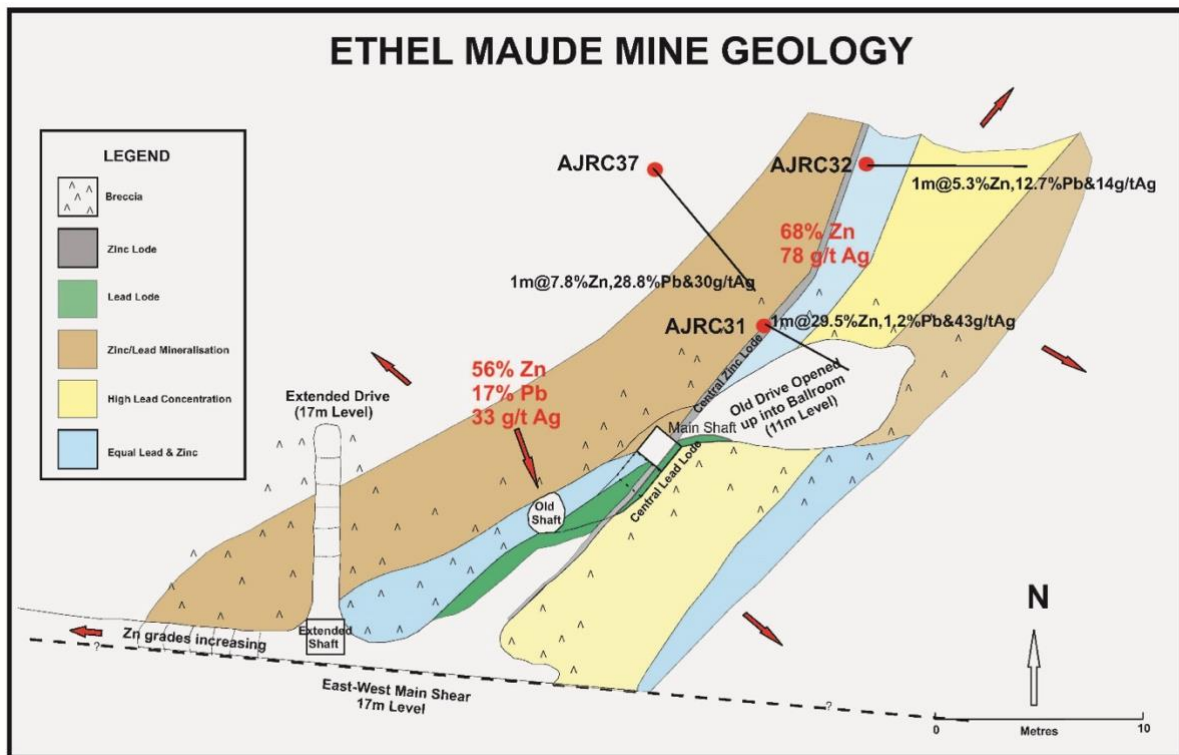 ETHEL MAUDE MINE GEOLOGY
LEGEND
Breccia
Zinc Lode
Lead Lode
Zinc/Lead Mineralisation
High Lead Concentration
Equal Lead & Zinc
AJRC37
AJRC32
1m@5.3%Zn,12.7%Pb&14g/tAg
68% Zn
78 g/t Ag
1m@7.8%Zn,28.8%Pb&30g/tAg
AJRC31
1m@29.5%Zn,1.2%Pb&43g/tAg
Central Zinc Lode
Old Drive Opened
up into Ballroom
(11m Level)
56% Zn
17% Pb
33 g/t Ag
Extended Drive
(17m Level)
Main Shaft
Central Lead Lode
Old
Shaft
Extended
Shaft
Zn grades increasing
?
East-West Main Shear
17m Level
?
N
0
10
Metres